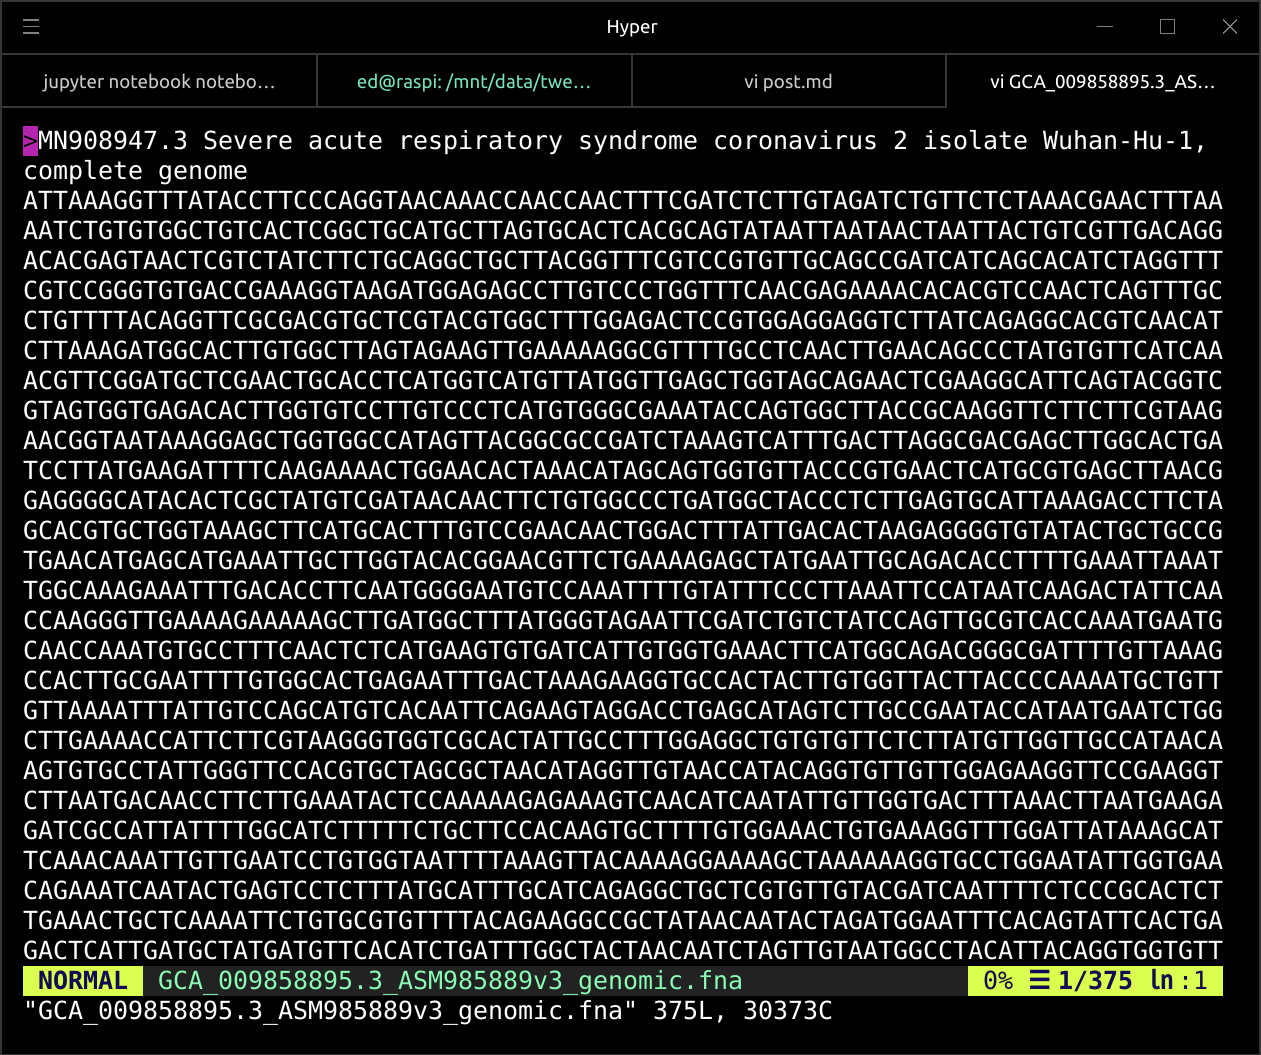 Hyper
jupyter notebook notebo…
ed@raspi: /mnt/data/twe…
vi post.md
vi GCA_009858895.3_AS…
>MN908947.3 Severe acute respiratory syndrome coronavirus 2 isolate Wuhan-Hu-1,
complete genome
ATTAAAGGTTTATACCTTCCCAGGTAACAAACCAACCAACTTTCGATCTCTTGTAGATCTGTTCTCTAAACGAACTTTAA
AATCTGTGTGGCTGTCACTCGGCTGCATGCTTAGTGCACTCACGCAGTATAATTAATAACTAATTACTGTCGTTGACAGG
ACACGAGTAACTCGTCTATCTTCTGCAGGCTGCTTACGGTTTCGTCCGTGTTGCAGCCGATCATCAGCACATCTAGGTTT
CGTCCGGGTGTGACCGAAAGGTAAGATGGAGAGCCTTGTCCCTGGTTTCAACGAGAAAACACACGTCCAACTCAGTTTGC
CTGTTTTACAGGTTCGCGACGTGCTCGTACGTGGCTTTGGAGACTCCGTGGAGGAGGTCTTATCAGAGGCACGTCAACAT
CTTAAAGATGGCACTTGTGGCTTAGTAGAAGTTGAAAAAGGCGTTTTGCCTCAACTTGAACAGCCCTATGTGTTCATCAA
ACGTTCGGATGCTCGAACTGCACCTCATGGTCATGTTATGGTTGAGCTGGTAGCAGAACTCGAAGGCATTCAGTACGGTC
GTAGTGGTGAGACACTTGGTGTCCTTGTCCCTCATGTGGGCGAAATACCAGTGGCTTACCGCAAGGTTCTTCTTCGTAAG
AACGGTAATAAAGGAGCTGGTGGCCATAGTTACGGCGCCGATCTAAAGTCATTTGACTTAGGCGACGAGCTTGGCACTGA
TCCTTATGAAGATTTTCAAGAAAACTGGAACACTAAACATAGCAGTGGTGTTACCCGTGAACTCATGCGTGAGCTTAACG
GAGGGGCATACACTCGCTATGTCGATAACAACTTCTGTGGCCCTGATGGCTACCCTCTTGAGTGCATTAAAGACCTTCTA
GCACGTGCTGGTAAAGCTTCATGCACTTTGTCCGAACAACTGGACTTTATTGACACTAAGAGGGGTGTATACTGCTGCCG
TGAACATGAGCATGAAATTGCTTGGTACACGGAACGTTCTGAAAAGAGCTATGAATTGCAGACACCTTTTGAAATTAAAT
TGGCAAAGAAATTTGACACCTTCAATGGGGAATGTCCAAATTTTGTATTTCCCTTAAATTCCATAATCAAGACTATTCAA
CCAAGGGTTGAAAAGAAAAAGCTTGATGGCTTTATGGGTAGAATTCGATCTGTCTATCCAGTTGCGTCACCAAATGAATG
CAACCAAATGTGCCTTTCAACTCTCATGAAGTGTGATCATTGTGGTGAAACTTCATGGCAGACGGGCGATTTTGTTAAAG
CCACTTGCGAATTTTGTGGCACTGAGAATTTGACTAAAGAAGGTGCCACTACTTGTGGTTACTTACCCCAAAATGCTGTT
GTTAAAATTTATTGTCCAGCATGTCACAATTCAGAAGTAGGACCTGAGCATAGTCTTGCCGAATACCATAATGAATCTGG
CTTGAAAACCATTCTTCGTAAGGGTGGTCGCACTATTGCCTTTGGAGGCTGTGTGTTCTCTTATGTTGGTTGCCATAACA
AGTGTGCCTATTGGGTTCCACGTGCTAGCGCTAACATAGGTTGTAACCATACAGGTGTTGTTGGAGAAGGTTCCGAAGGT
CTTAATGACAACCTTCTTGAAATACTCCAAAAAGAGAAAGTCAACATCAATATTGTTGGTGACTTTAAACTTAATGAAGA
GATCGCCATTATTTTGGCATCTTTTTCTGCTTCCACAAGTGCTTTTGTGGAAACTGTGAAAGGTTTGGATTATAAAGCAT
TCAAACAAATTGTTGAATCCTGTGGTAATTTTAAAGTTACAAAAGGAAAAGCTAAAAAAGGTGCCTGGAATATTGGTGAA
CAGAAATCAATACTGAGTCCTCTTTATGCATTTGCATCAGAGGCTGCTCGTGTTGTACGATCAATTTTCTCCCGCACTCT
TGAAACTGCTCAAAATTCTGTGCGTGTTTTACAGAAGGCCGCTATAACAATACTAGATGGAATTTCACAGTATTCACTGA
GACTCATTGATGCTATGATGTTCACATCTGATTTGGCTACTAACAATCTAGTTGTAATGGCCTACATTACAGGTGGTGTT
NORMAL GCA_009858895.3_ASM985889v3_genomic.fna 0% ☰ 1/375 ln :1
"GCA_009858895.3_ASM985889v3_genomic.fna" 375L, 30373C